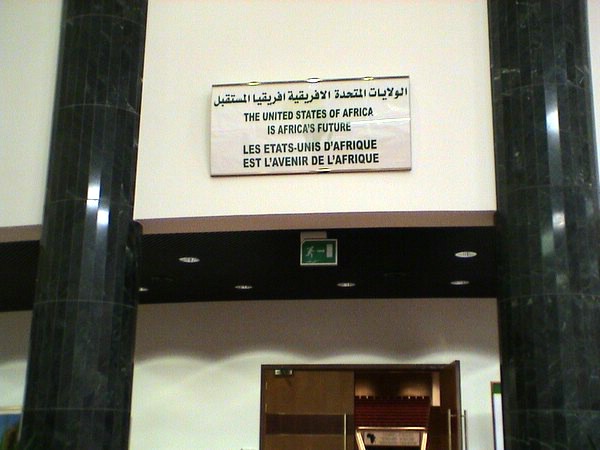 الولايات المتحدة الافريقية افريقيا المستقبل
THE UNITED STATES OF AFRICA
IS AFRICA'S FUTURE
LES ETATS-UNIS D'AFRIQUE
EST L'AVENIR DE L'AFRIQUE